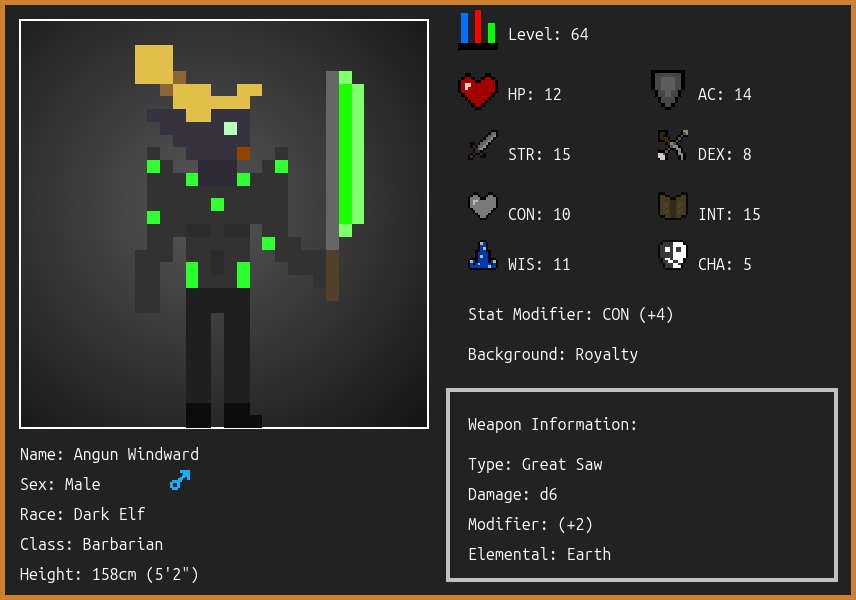 Level: 64
HP: 12
AC: 14
STR: 15
DEX: 8
CON: 10
INT: 15
WIS: 11
CHA: 5
Stat Modifier: CON (+4)
Background: Royalty
Weapon Information:
Type: Great Saw
Damage: d6
Modifier: (+2)
Elemental: Earth
Name: Angun Windward
Sex: Male
Race: Dark Elf
Class: Barbarian
Height: 158cm (5'2")